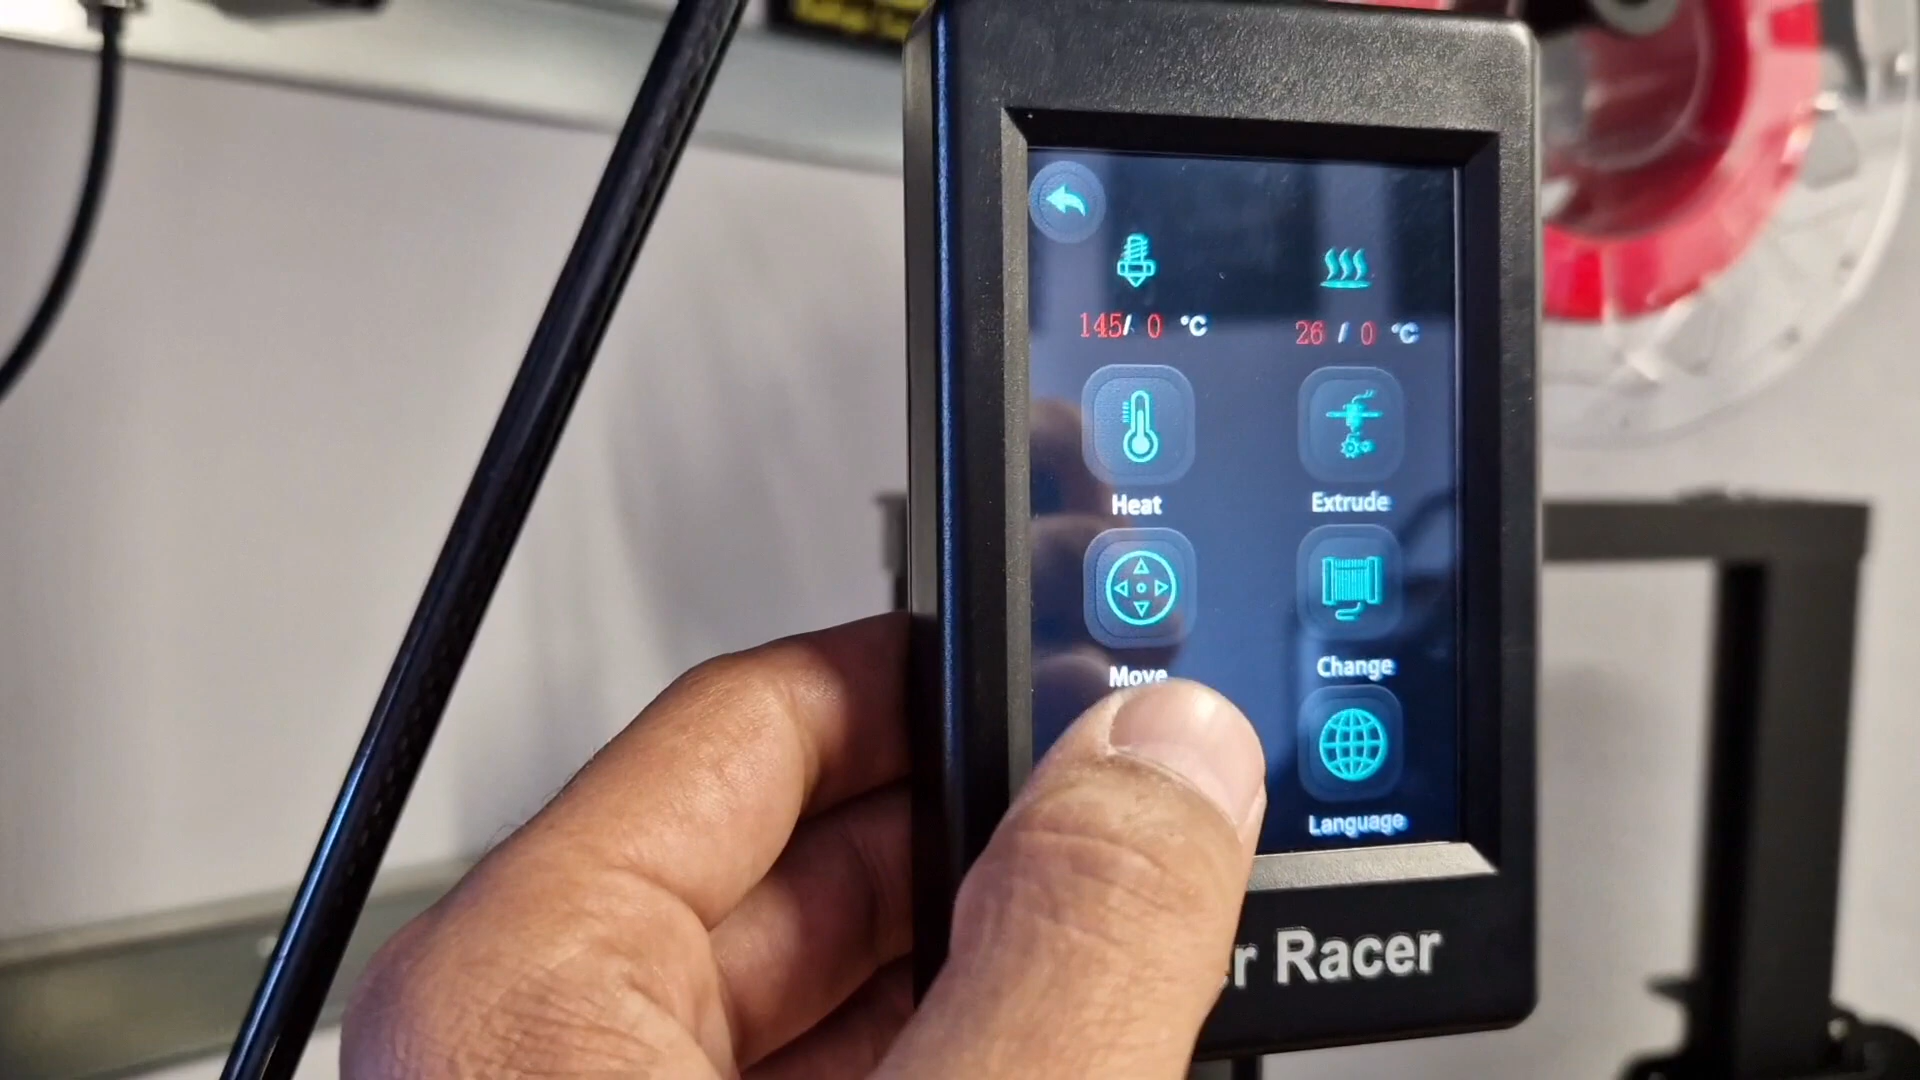 145/ 0 °C 26 / 0 °C
Heat Extrude
Move Change
Language
r Racer